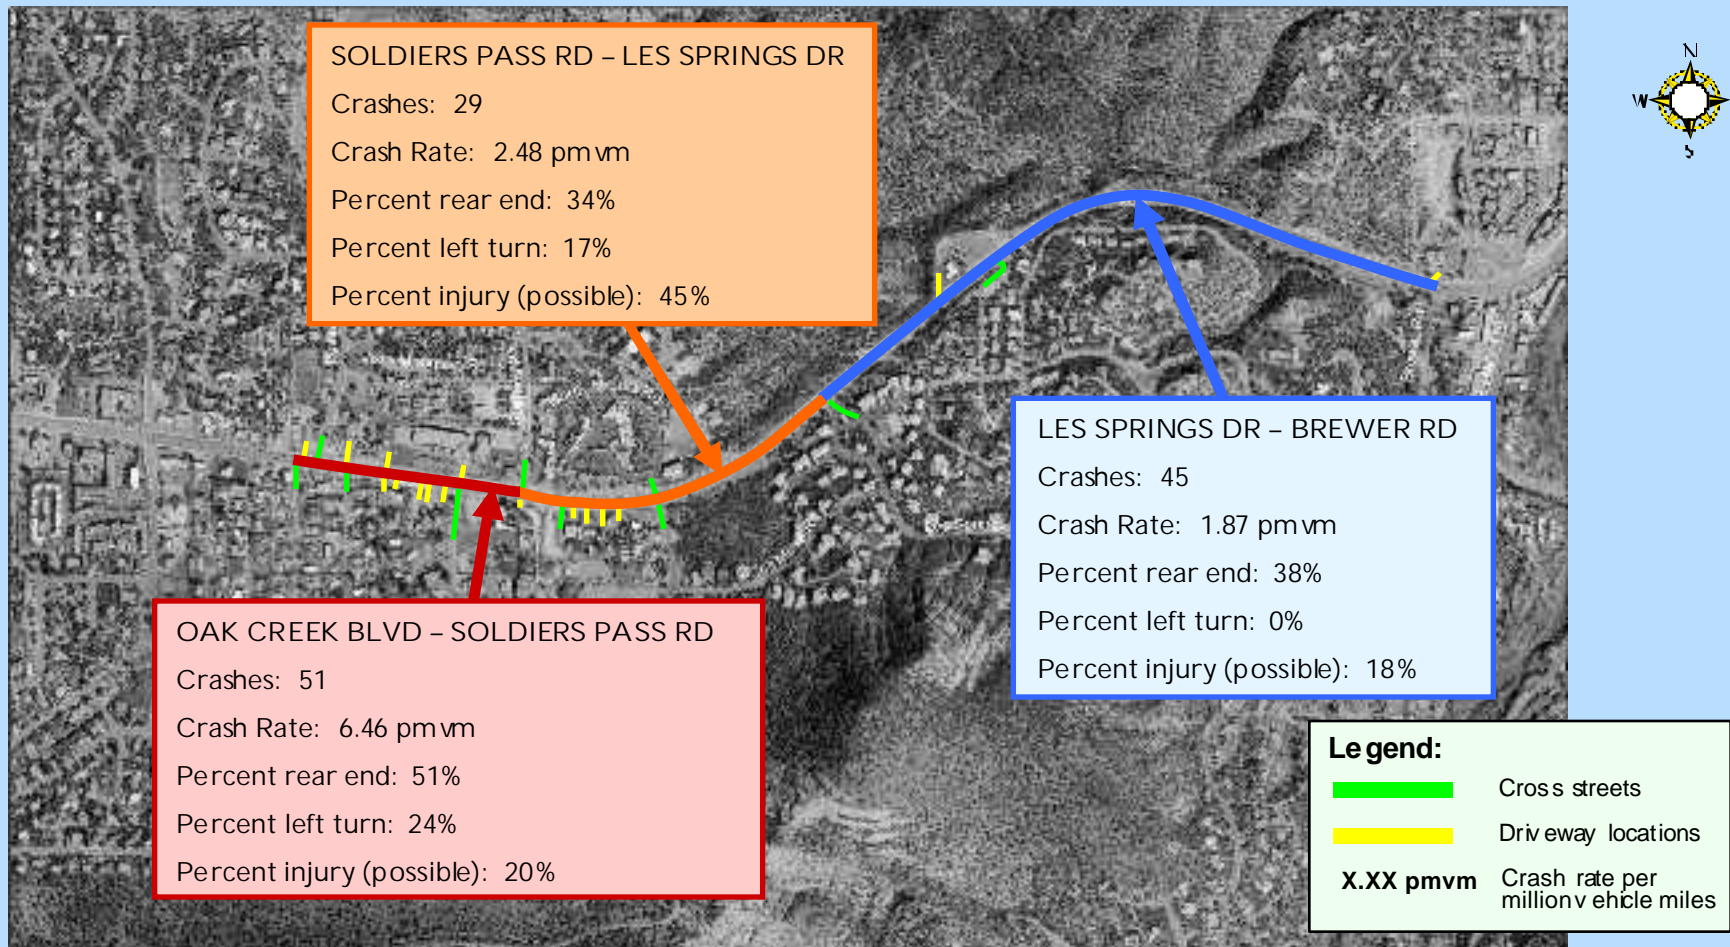 SOLDIERS PASS RD – LES SPRINGS DR
Crashes: 29
Crash Rate: 2.48 pmvm
Percent rear end: 34%
Percent left turn: 17%
Percent injury (possible): 45%
N
W
S
LES SPRINGS DR – BREWER RD
Crashes: 45
Crash Rate: 1.87 pmvm
Percent rear end: 38%
Percent left turn: 0%
Percent injury (possible): 18%
OAK CREEK BLVD – SOLDIERS PASS RD
Crashes: 51
Crash Rate: 6.46 pmvm
Percent rear end: 51%
Percent left turn: 24%
Percent injury (possible): 20%
Legend:
Cross streets
Driveway locations
X.XX pmvm Crash rate per
million vehicle miles